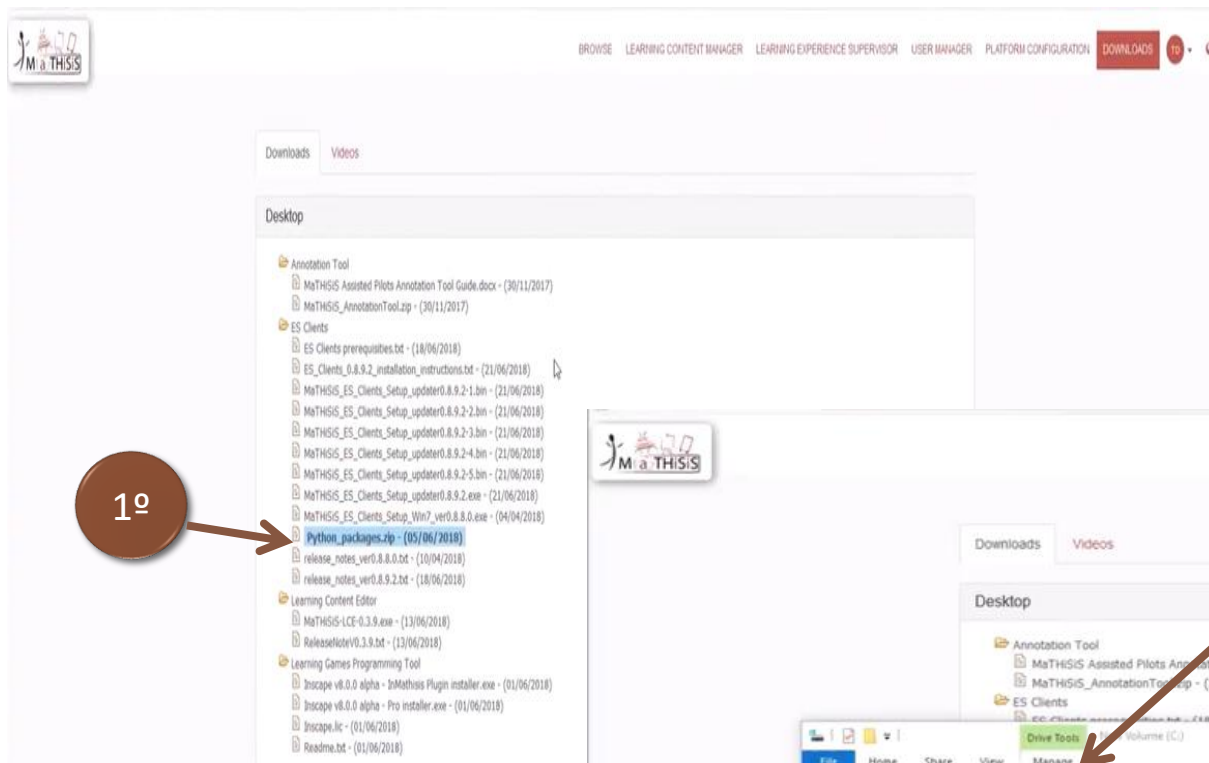 MaTHiSiS
BROWSE LEARNING CONTENT MANAGER LEARNING EXPERIENCE SUPERVISOR USER MANAGER PLATFORM CONFIGURATION DOWNLOADS TD
Downloads Videos
Desktop
Annotation Tool
MaTHiSiS Assisted Pilots Annotation Tool Guide.docx - (30/11/2017)
MaTHiSiS_AnnotationTool.zip - (30/11/2017)
ES Clients
ES Clients prerequisities.txt - (18/06/2018)
ES_Clients_0.8.9.2_installation_instructions.txt - (21/06/2018)
MaTHiSiS_ES_Clients_Setup_updater0.8.9.2-1.bin - (21/06/2018)
MaTHiSiS_ES_Clients_Setup_updater0.8.9.2-2.bin - (21/06/2018)
MaTHiSiS_ES_Clients_Setup_updater0.8.9.2-3.bin - (21/06/2018)
MaTHiSiS_ES_Clients_Setup_updater0.8.9.2-4.bin - (21/06/2018)
MaTHiSiS_ES_Clients_Setup_updater0.8.9.2-5.bin - (21/06/2018)
MaTHiSiS_ES_Clients_Setup_updater0.8.9.2.exe - (21/06/2018)
MaTHiSiS_ES_Clients_Setup_Win7_ver0.8.8.0.exe - (04/04/2018)
1º
Python_packages.zip - (05/06/2018)
release_notes_ver0.8.8.0.txt - (10/04/2018)
release_notes_ver0.8.9.2.txt - (18/06/2018)
Learning Content Editor
MaTHiSiS-LCE-0.3.9.exe - (13/06/2018)
ReleaseNoteV0.3.9.txt - (13/06/2018)
Learning Games Programming Tool
Inscape v8.0.0 alpha - InMathisis Plugin installer.exe - (01/06/2018)
Inscape v8.0.0 alpha - Pro installer.exe - (01/06/2018)
Inscape.lic - (01/06/2018)
Readme.txt - (01/06/2018)
MaTHiSiS
Downloads Videos
Desktop
Annotation Tool
MaTHiSiS Assisted Pilots
MaTHiSiS_AnnotationTool.zip - (
ES Clients
Drive Tools Volume (C:)
File Home Share View Manage